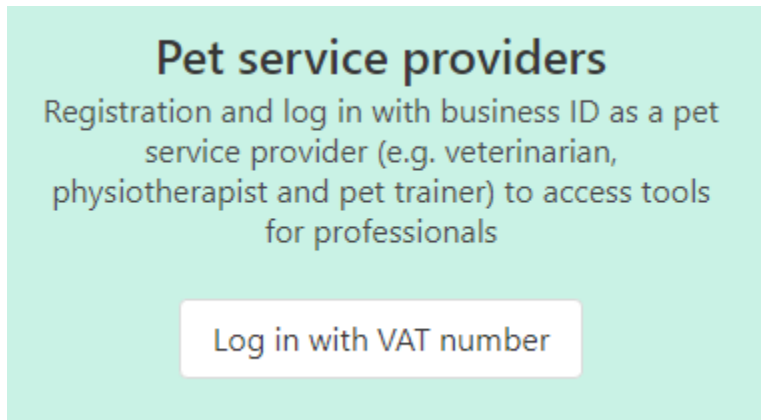 Pet service providers
Registration and log in with business ID as a pet
service provider (e.g. veterinarian,
physiotherapist and pet trainer) to access tools
for professionals
Log in with VAT number